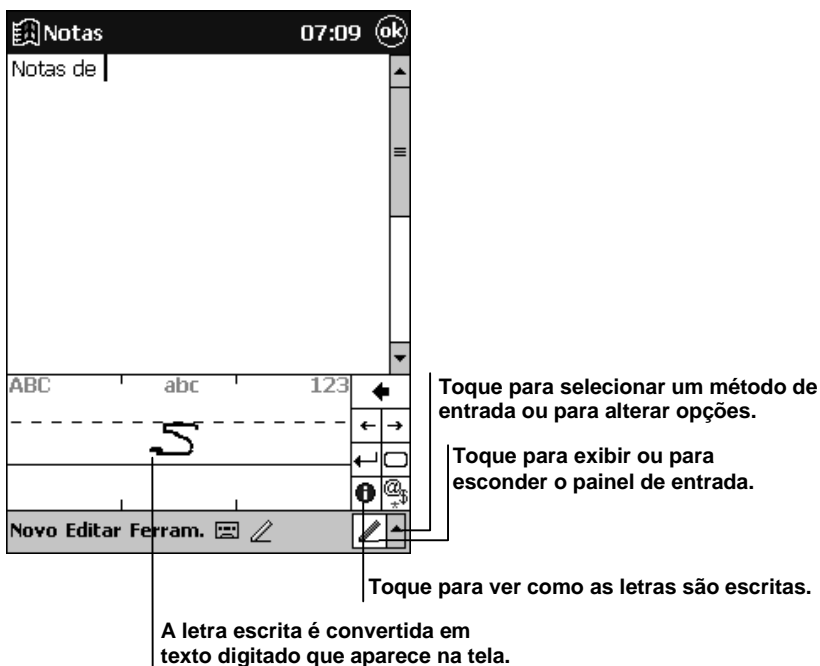 Notas 07:09 ok
Notas de
ABC abc 123
s
@$*
Novo Editar Ferram.
Toque para selecionar um método de
entrada ou para alterar opções.
Toque para exibir ou para
esconder o painel de entrada.
Toque para ver como as letras são escritas.
A letra escrita é convertida em
texto digitado que aparece na tela.